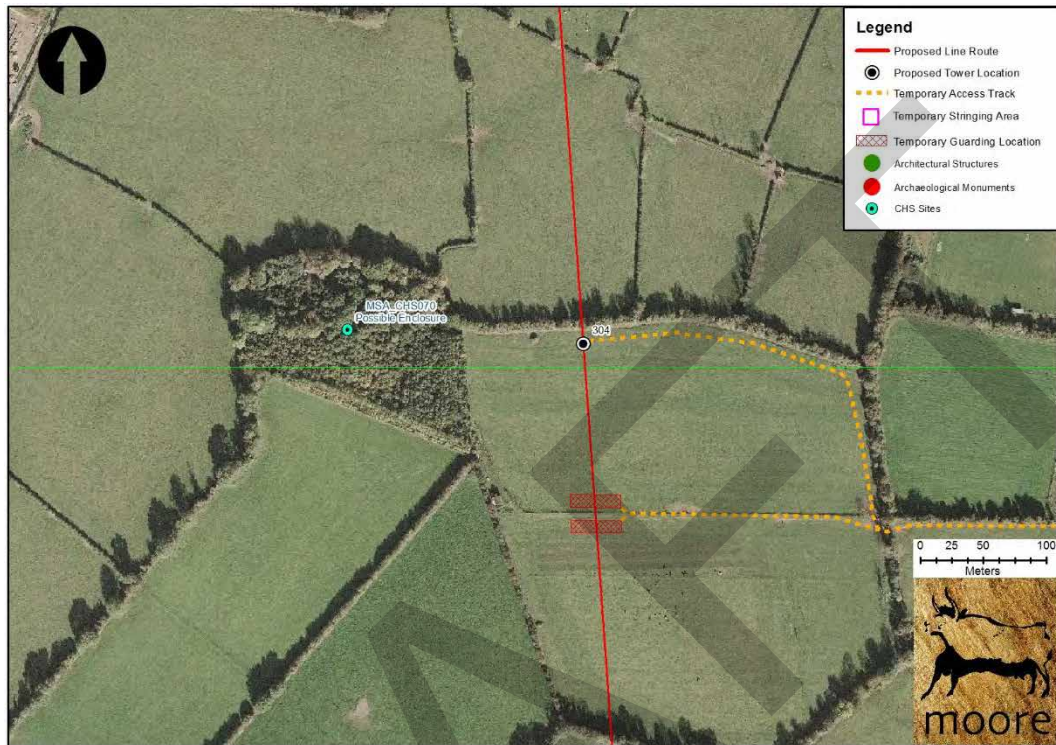 Legend
Proposed Line Route
Proposed Tower Location
Temporary Access Track
Temporary Stringing Area
Temporary Guarding Location
Architectural Structures
Archaeological Monuments
CHS Sites
MSA_CHS070
Possible Enclosure
304
0 25 50 100
Meters
moore